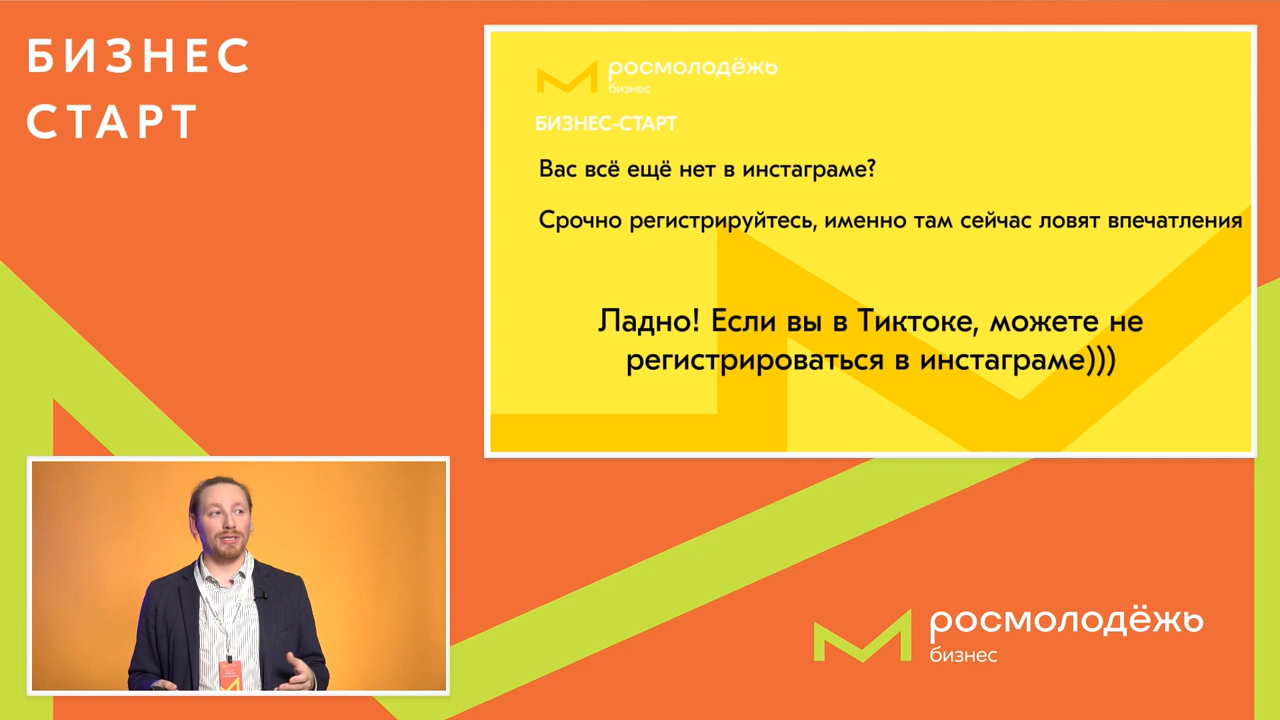 БИЗНЕС
СТАРТ
росмолодёжь
бизнес
БИЗНЕС-СТАРТ
Вас всё ещё нет в инстаграме?
Срочно регистрируйтесь, именно там сейчас ловят впечатления
Ладно! Если вы в Тиктоке, можете не
регистрироваться в инстаграме)))
росмолодёжь
бизнес